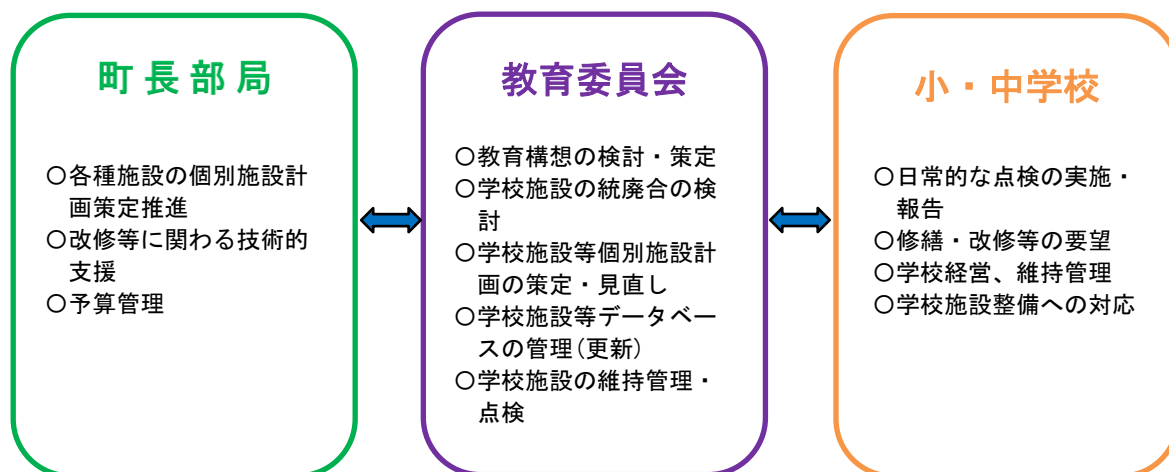 町長部局
〇各種施設の個別施設計
画策定推進
〇改修等に関わる技術的
支援
〇予算管理
教育委員会
〇教育構想の検討・策定
〇学校施設の統廃合の検
討
〇学校施設等個別施設計
画の策定・見直し
〇学校施設等データベー
スの管理(更新)
〇学校施設の維持管理・
点検
小・中学校
〇日常的な点検の実施・
報告
〇修繕・改修等の要望
〇学校経営、維持管理
〇学校施設整備への対応